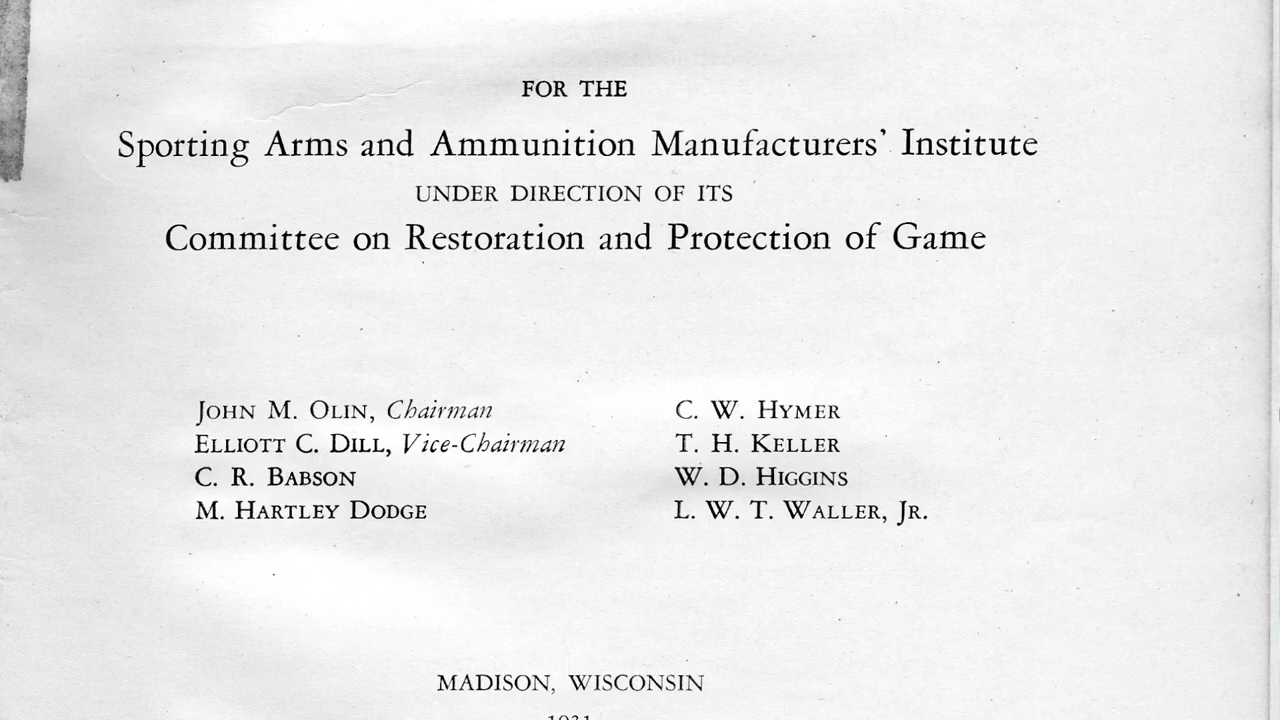 FOR THE
Sporting Arms and Ammunition Manufacturers' Institute
UNDER DIRECTION OF ITS
Committee on Restoration and Protection of Game
JOHN M. OLIN, Chairman
ELLIOTT C. DILL, Vice-Chairman
C. R. BABSON
M. HARTLEY DODGE
C. W. HYMER
T. H. KELLER
W. D. HIGGINS
L. W. T. WALLER, JR.
MADISON, WISCONSIN
1931